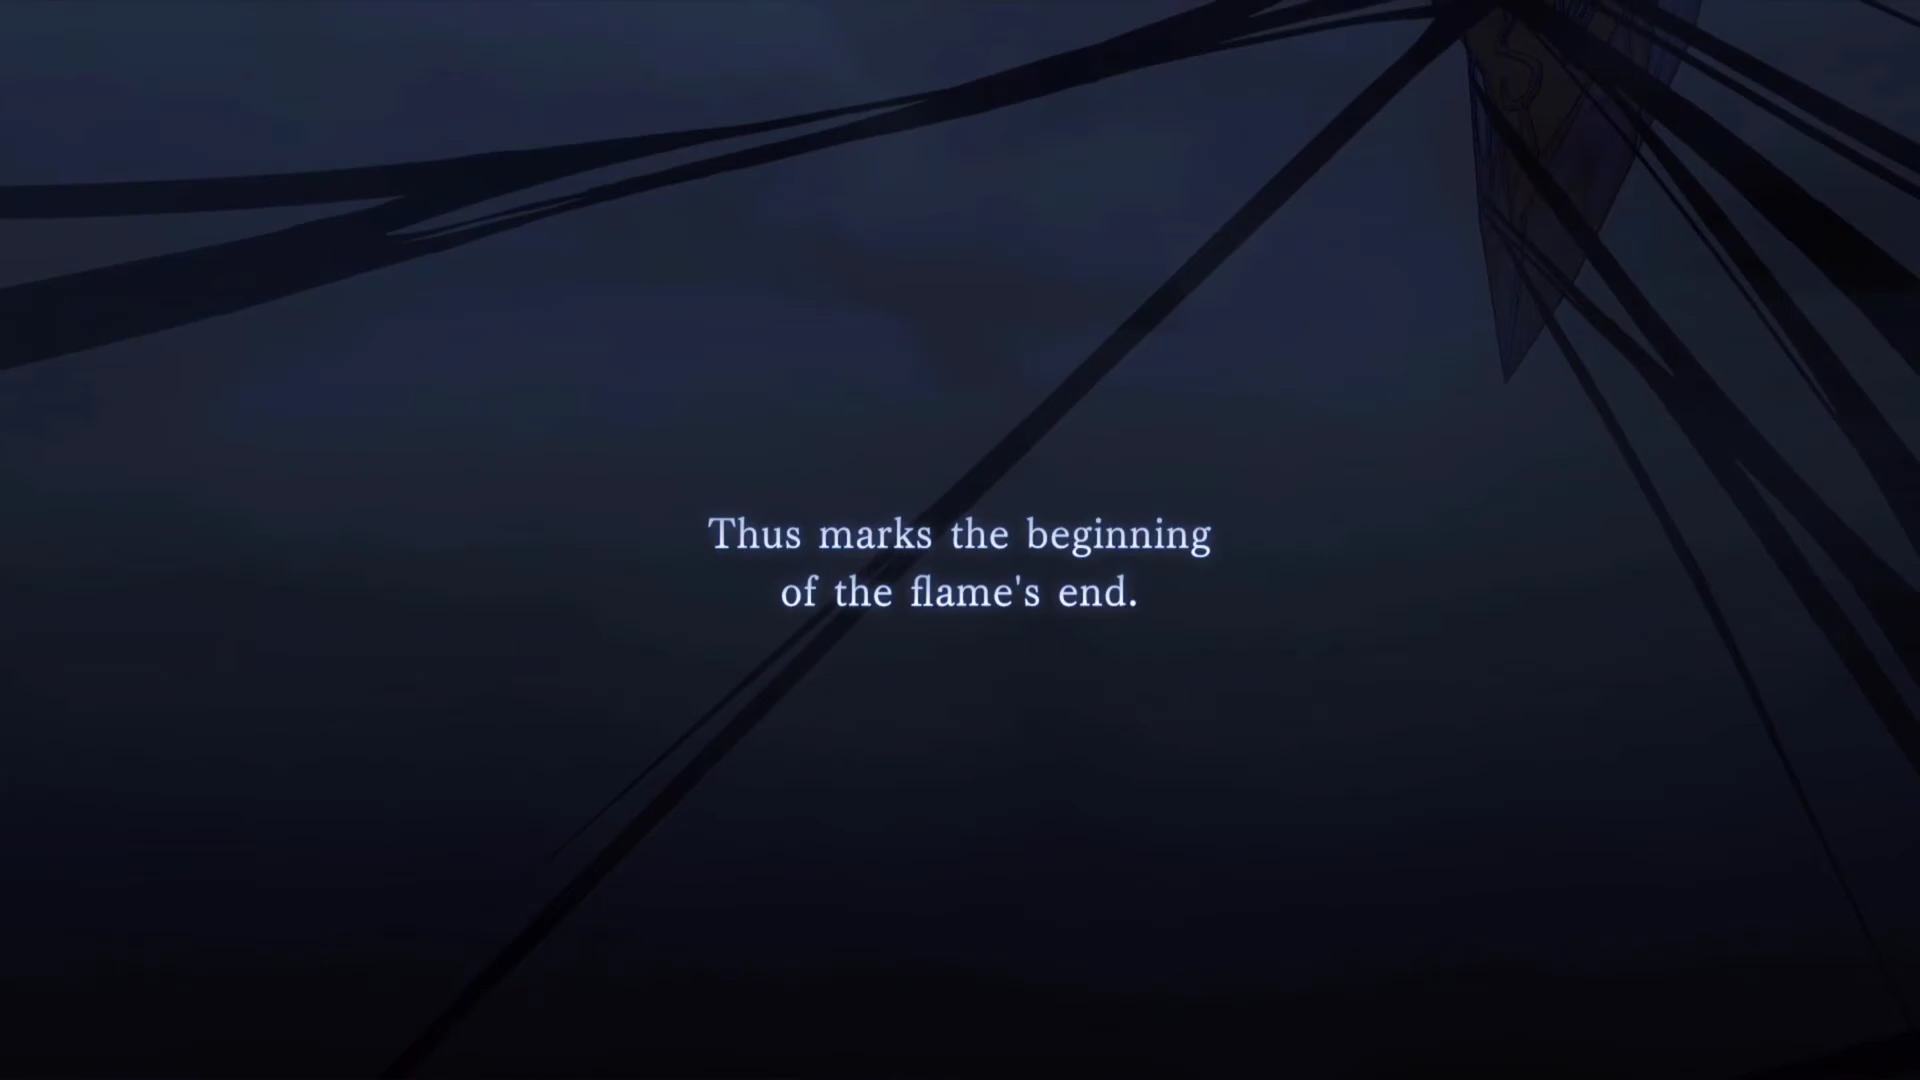 Thus marks the beginning
of the flame's end.